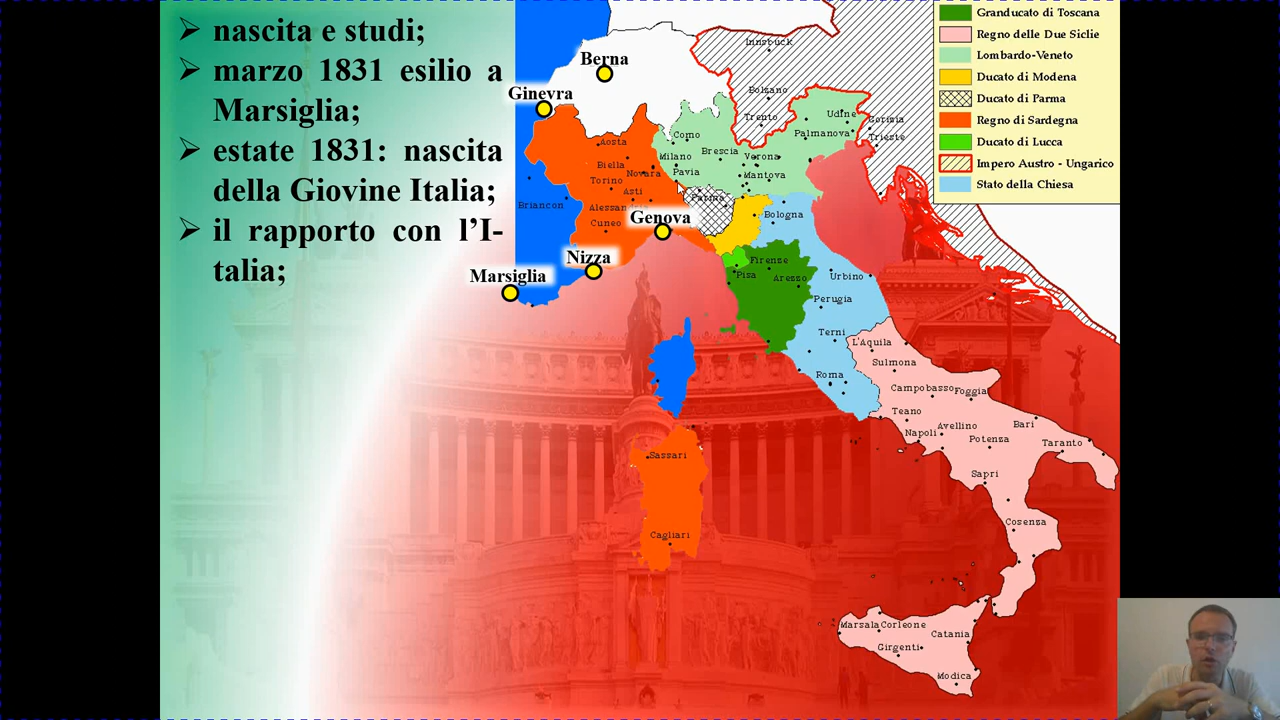 nascita e studi;
marzo 1831 esilio a
Marsiglia;
estate 1831: nascita
della Giovine Italia;
il rapporto con l'I-
talia;
Granducato di Toscana
Regno delle Due Siclie
Lombardo-Veneto
Ducato di Modena
Ducato di Parma
Regno di Sardegna
Ducato di Lucca
Impero Austro - Ungarico
Stato della Chiesa
Innsbuck
Berna
Ginevra
Bolzano
Trento
Udine
Gorizia
Palmanova
Trieste
Aosta
Como
Brescia
Verona
Milano
Biella
Novara
Pavia
Mantova
Torino
Asti
Briancon
Alessandria
Parma
Genova
Cuneo
Bologna
Nizza
Marsiglia
Firenze
Pisa
Arezzo
Urbino
Perugia
Terni
L'Aquila
Sulmona
Roma
Campobasso
Foggia
Teano
Napoli
Avellino
Bari
Potenza
Taranto
Sassari
Sapri
Cosenza
Cagliari
Marsala
Corleone
Catania
Girgenti
Modica